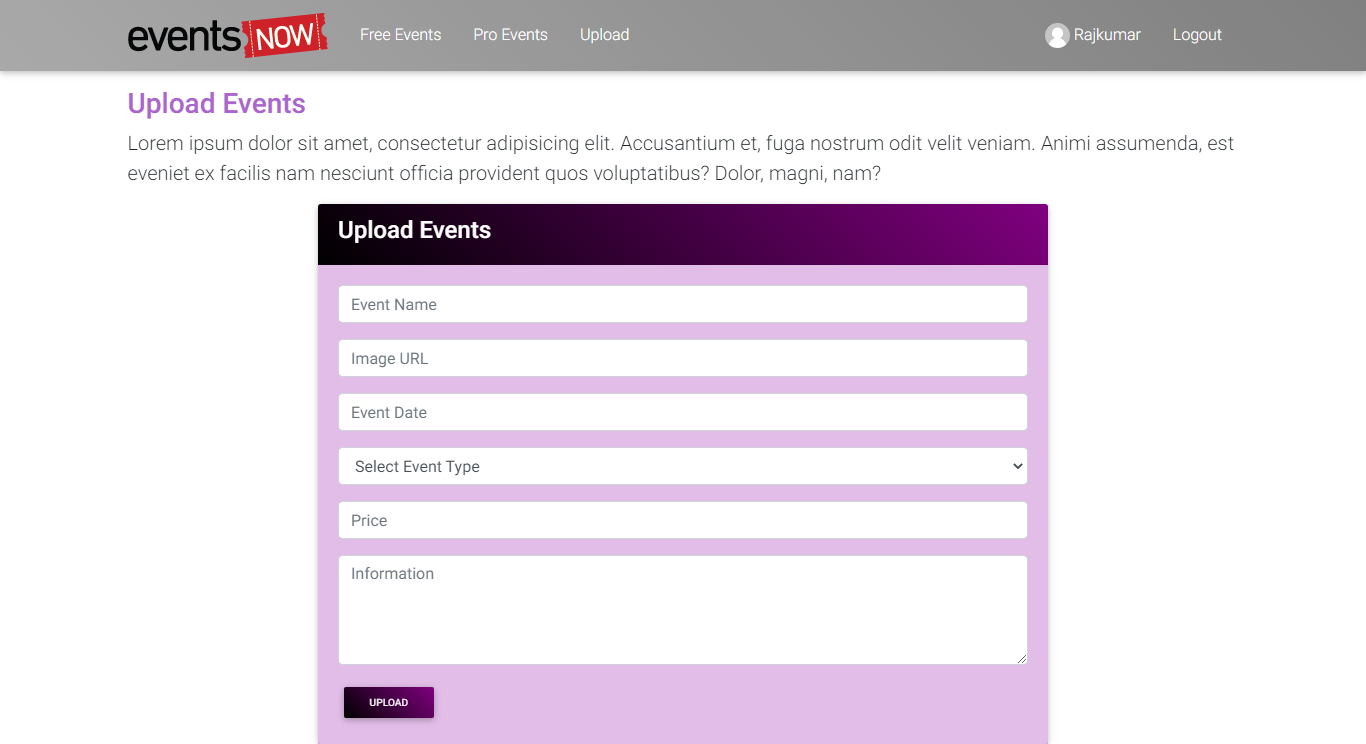 events NOW Free Events Pro Events Upload Rajkumar Logout
Upload Events
Lorem ipsum dolor sit amet, consectetur adipisicing elit. Accusantium et, fuga nostrum odit velit veniam. Animi assumenda, est
eveniet ex facilis nam nesciunt officia provident quos voluptatibus? Dolor, magni, nam?
Upload Events
Event Name
Image URL
Event Date
Select Event Type
Price
Information
UPLOAD